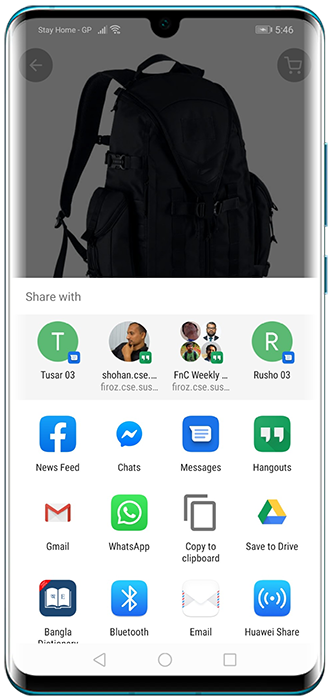 Stay Home - GP
5:46
Share with
T
R
Tusar 03
shohan.cse....
FnC Weekly ...
Rusho 03
firoz.cse.sus...
firoz.cse.sus...
News Feed
Chats
Messages
Hangouts
Gmail
WhatsApp
Copy to
clipboard
Save to Drive
Bangla
Dictionary
Bluetooth
Email
Huawei Share